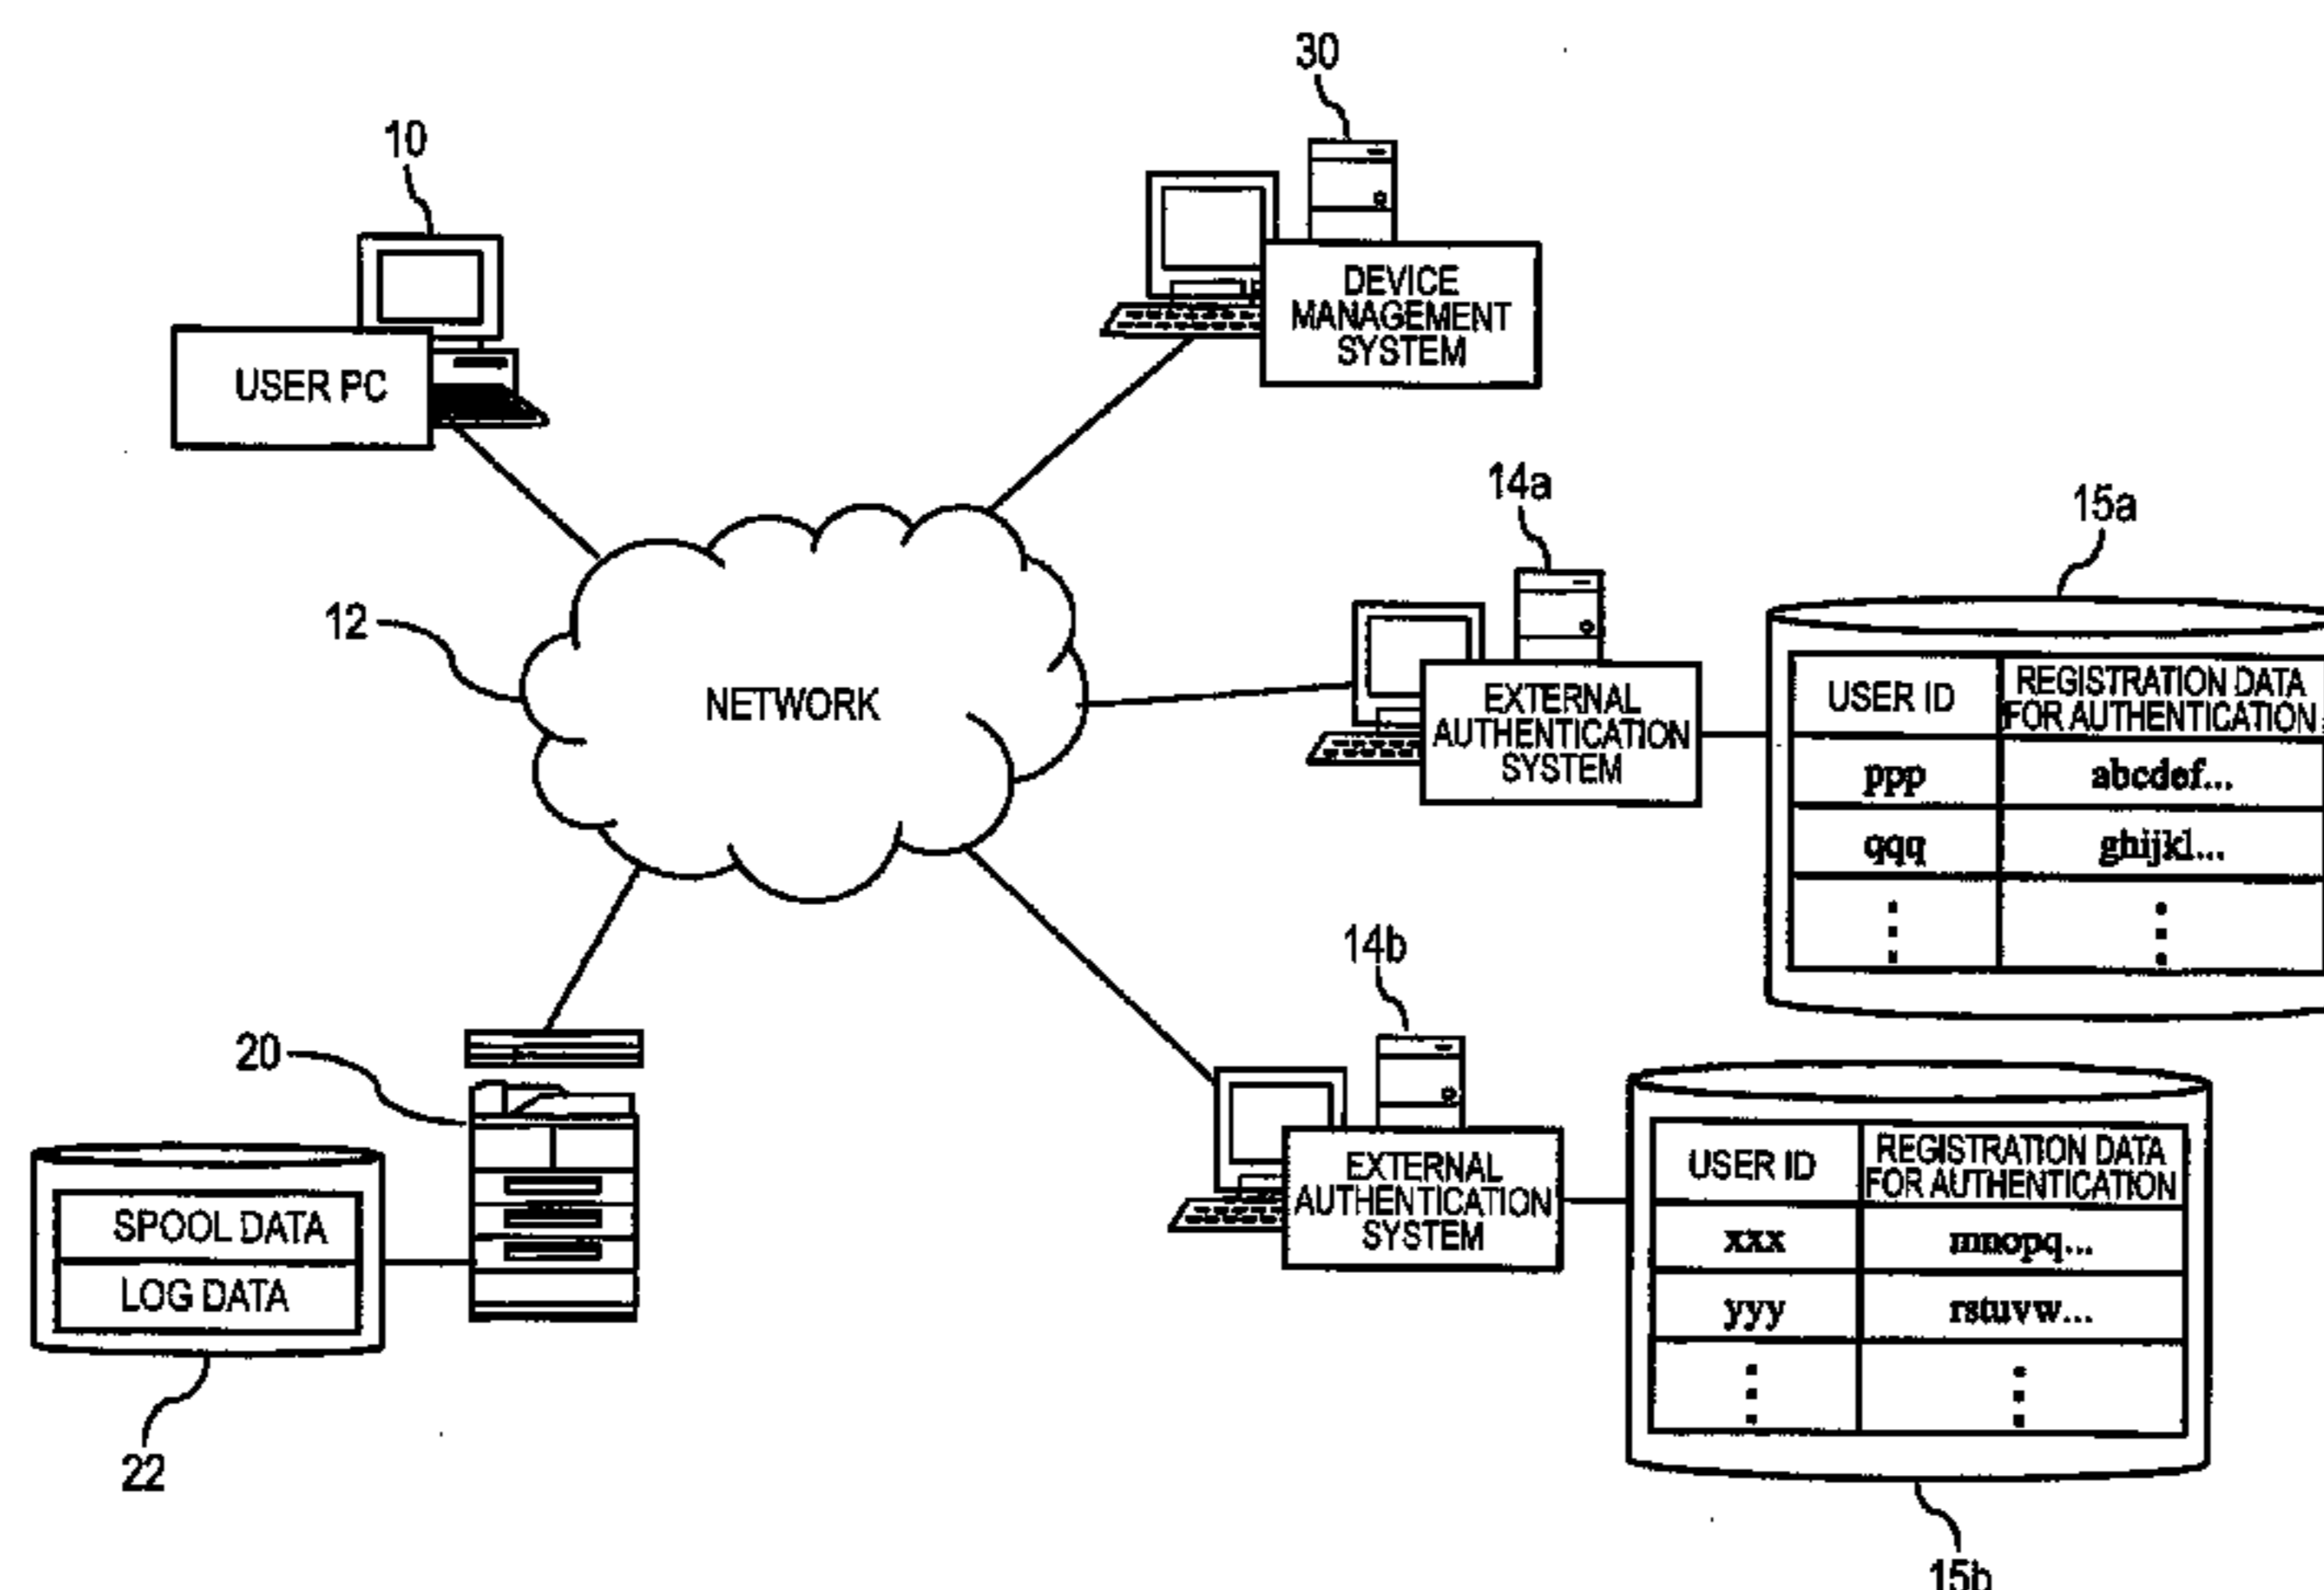 30
10
DEVICE
MANAGEMENT
SYSTEM
USER PC
14a
15a
12
NETWORK
EXTERNAL
AUTHENTICATION
SYSTEM
USER ID
REGISTRATION DATA
FOR AUTHENTICATION
ppp
abcdef...
qqq
ghijkl...
14b
20
EXTERNAL
AUTHENTICATION
SYSTEM
USER ID
REGISTRATION DATA
FOR AUTHENTICATION
xxx
mnopq...
yyy
rstuvw...
SPOOL DATA
LOG DATA
22
15b